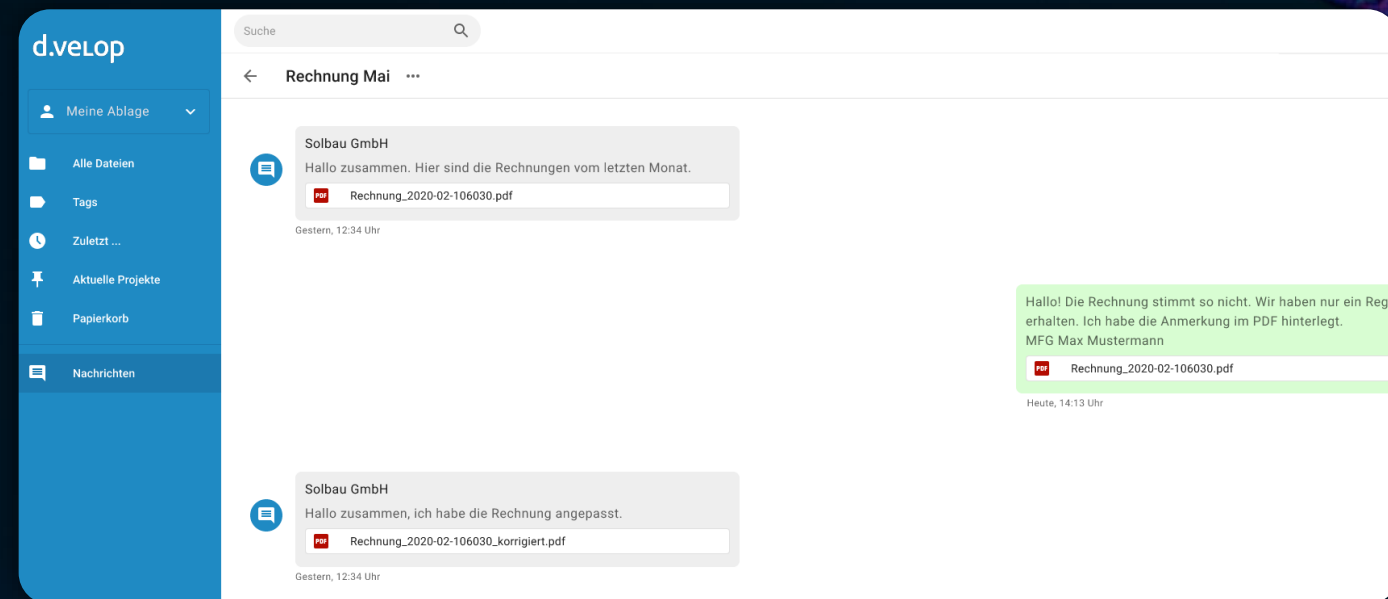 d.velop
Suche
Rechnung Mai
Meine Ablage
Alle Dateien
Tags
Zuletzt ...
Aktuelle Projekte
Papierkorb
Nachrichten
Solbau GmbH
Hallo zusammen. Hier sind die Rechnungen vom letzten Monat.
PDF Rechnung_2020-02-106030.pdf
Gestern, 12:34 Uhr
Hallo! Die Rechnung stimmt so nicht. Wir haben nur ein
erhalten. Ich habe die Anmerkung im PDF hinterlegt.
MFG Max Mustermann
PDF Rechnung_2020-02-106030.pdf
Heute, 14:13 Uhr
Solbau GmbH
Hallo zusammen, ich habe die Rechnung angepasst.
PDF Rechnung_2020-02-106030_korrigiert.pdf
Gestern, 12:34 Uhr